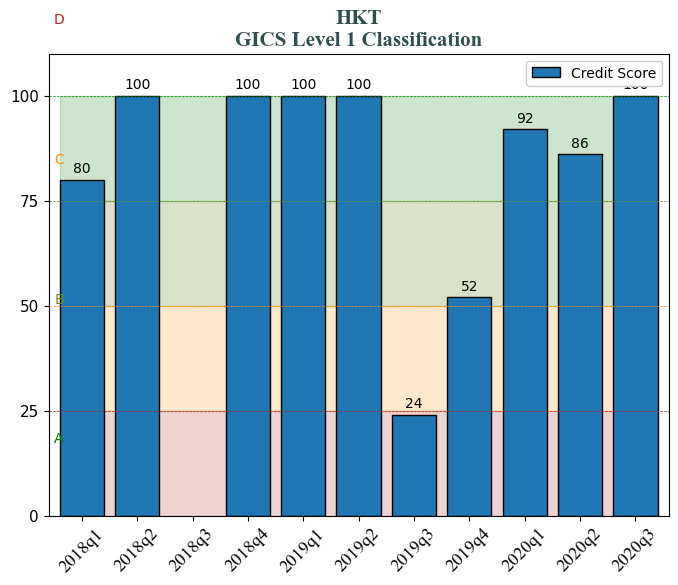 D
HKT
GICS Level 1 Classification
Credit Score
100
100
100
100
100
100
92
86
C
80
75
52
B
50
24
25
A
0
2018q1
2018q2
2018q3
2018q4
2019q1
2019q2
2019q3
2019q4
2020q1
2020q2
2020q3